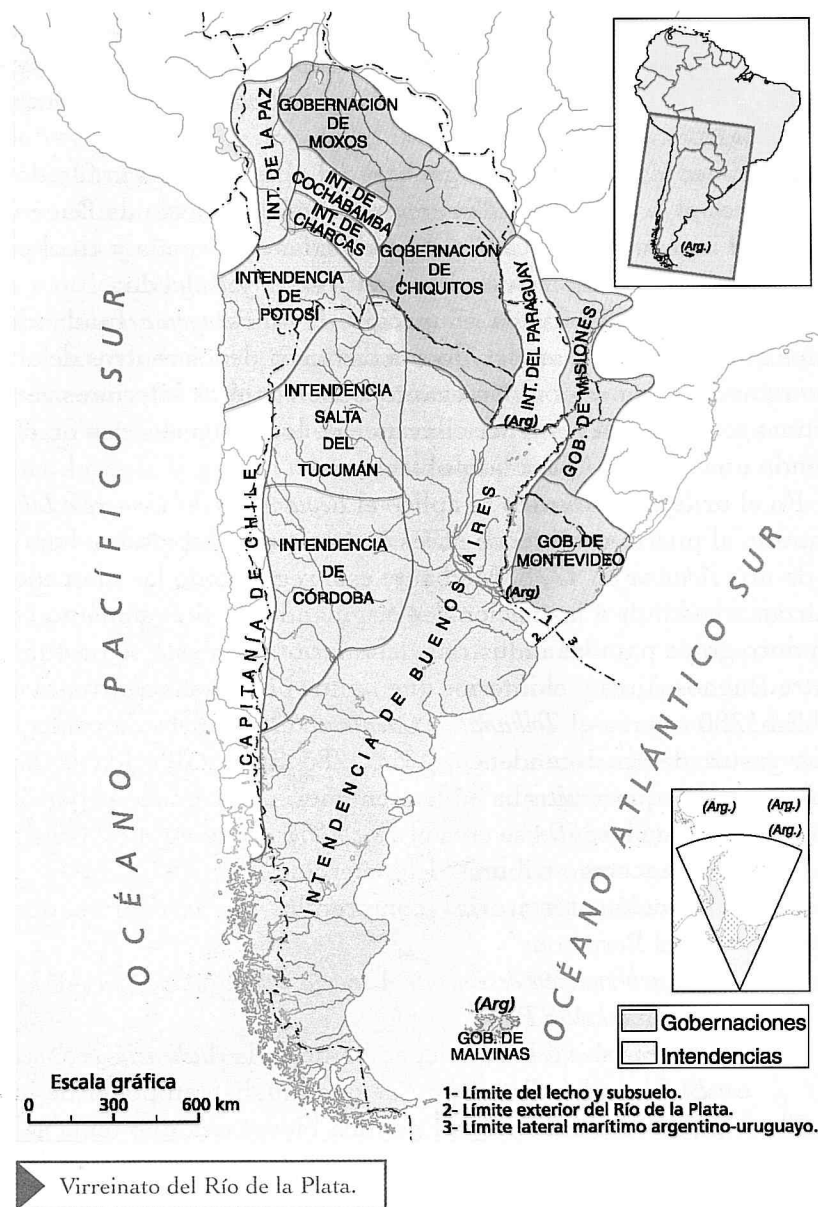 (Arg.)
GOBERNACIÓN
DE
MOXOS
INT. DE LA PAZ
INT. DE
COCHABAMBA
INT. DE
CHARCAS
GOBERNACIÓN
DE
CHIQUITOS
INTENDENCIA
DE
POTOSÍ
INT. DEL PARAGUAY
(Arg.)
GOB. DE MISIONES
INTENDENCIA
SALTA
DEL
TUCUMÁN
INTENDENCIA
DE
CÓRDOBA
GOB. DE
MONTEVIDEO
(Arg)
1
2
3
CAPITANÍA DE CHILE
INTENDENCIA DE BUENOS AIRES
OCÉANO PACÍFICO SUR
OCÉANO ATLÁNTICO SUR
(Arg.)
(Arg.)
(Arg.)
(Arg)
GOB. DE
MALVINAS
Gobernaciones
Intendencias
Escala gráfica
0 300 600 km
1- Límite del lecho y subsuelo.
2- Límite exterior del Río de la Plata.
3- Límite lateral marítimo argentino-uruguayo.
Virreinato del Río de la Plata.